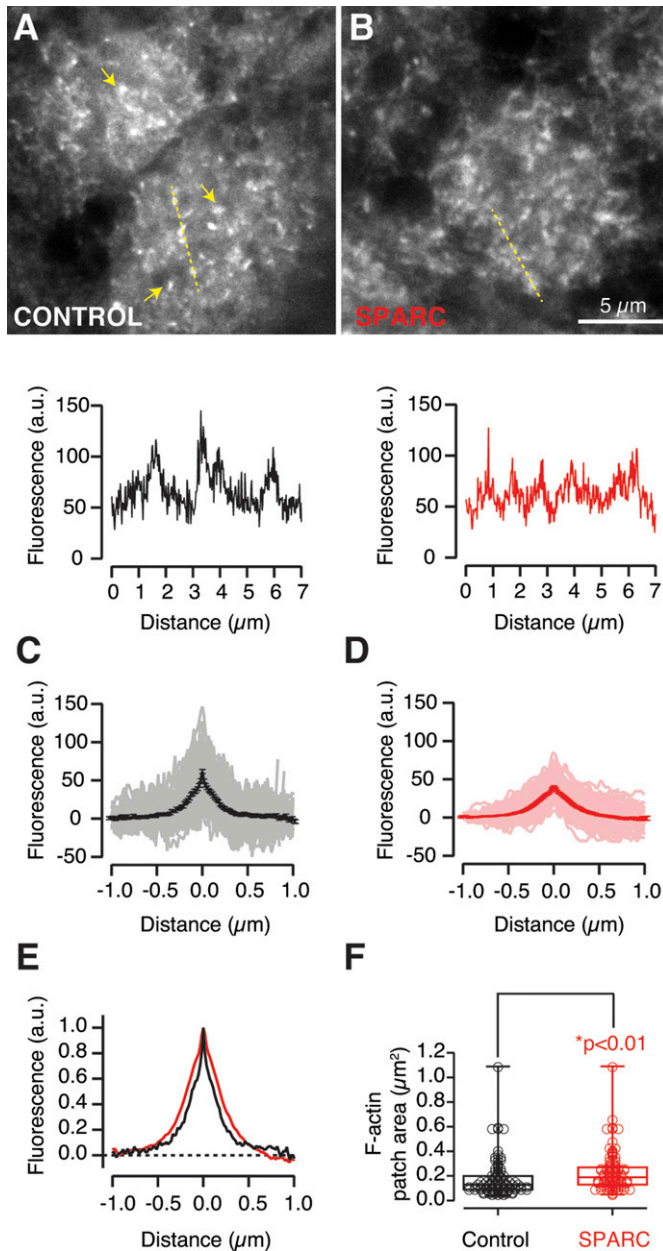 A
B
CONTROL
SPARC
5 µm
Fluorescence (a.u.)
150
100
50
0
0 1 2 3 4 5 6 7
Distance (µm)
Fluorescence (a.u.)
150
100
50
0
0 1 2 3 4 5 6 7
Distance (µm)
C
Fluorescence (a.u.)
150
100
50
0
-50
-1.0 -0.5 0.0 0.5 1.0
Distance (µm)
D
Fluorescence (a.u.)
150
100
50
0
-50
-1.0 -0.5 0.0 0.5 1.0
Distance (µm)
E
Fluorescence (a.u.)
1.0
0.8
0.6
0.4
0.2
0.0
-1.0 -0.5 0.0 0.5 1.0
Distance (µm)
F
*p<0.01
F-actin
patch area (µm²)
1.2
1.0
0.8
0.6
0.4
0.2
0.0
Control SPARC